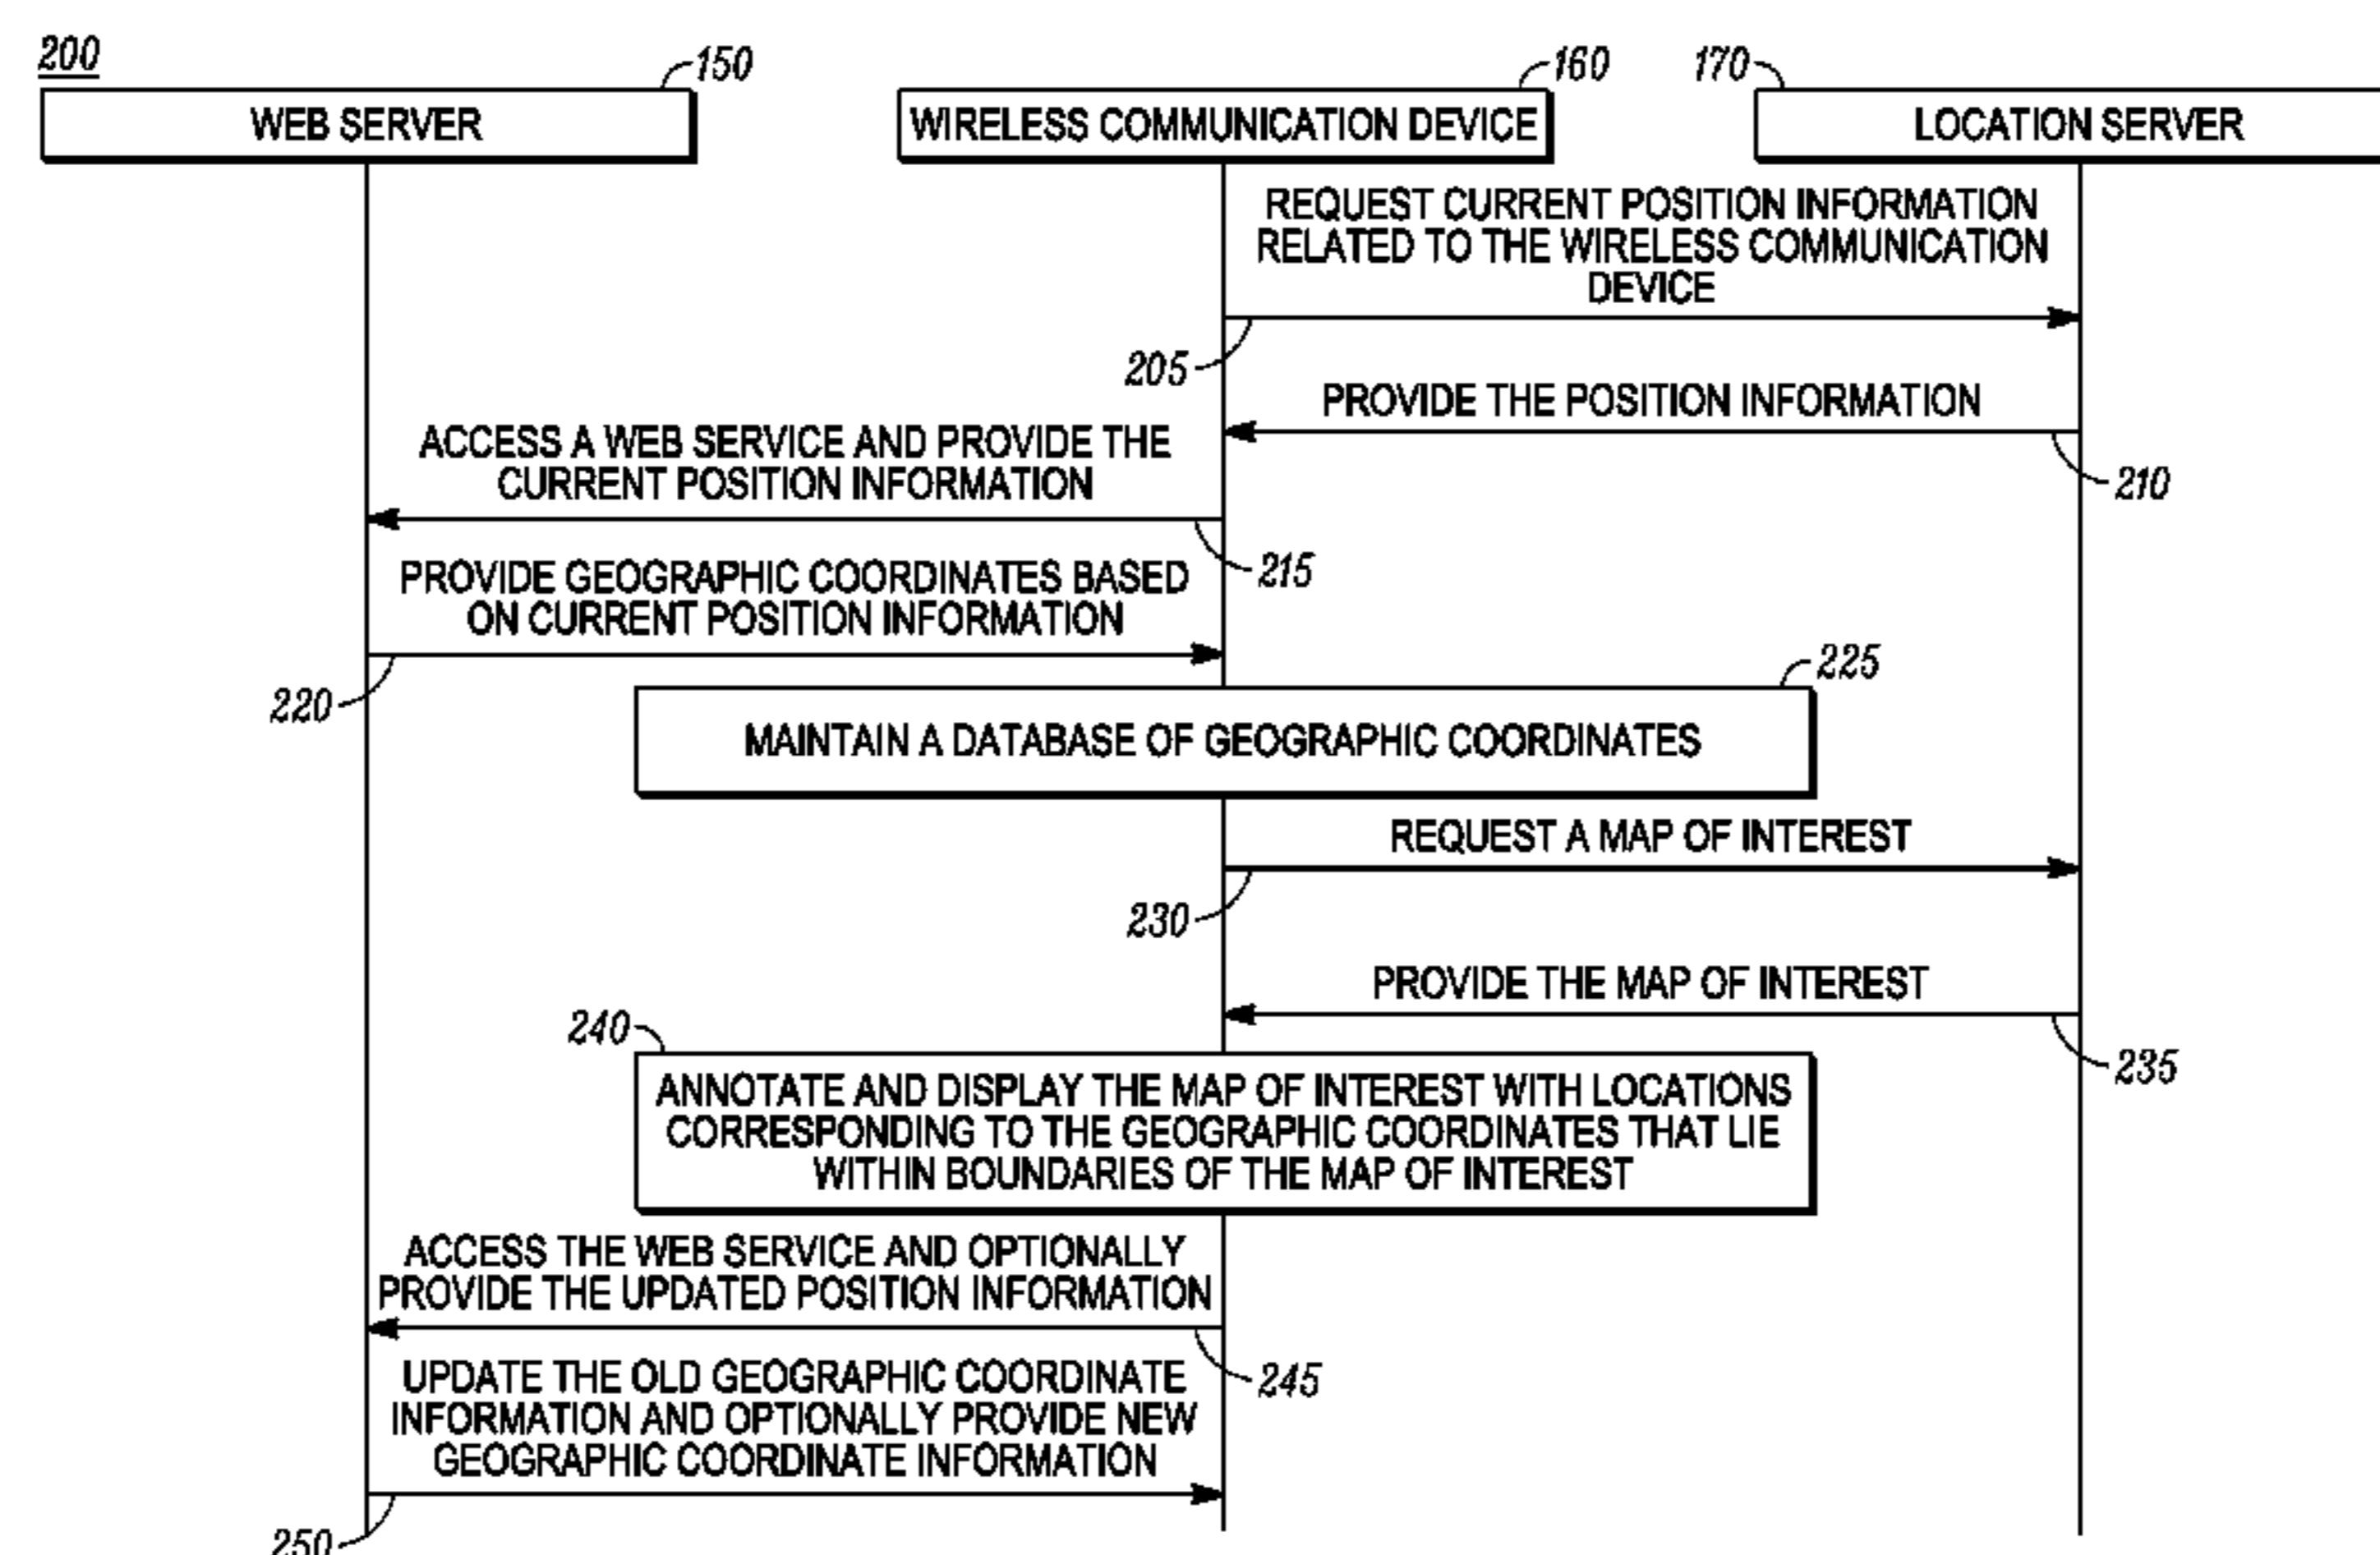 200
150
160
170
WEB SERVER
WIRELESS COMMUNICATION DEVICE
LOCATION SERVER
REQUEST CURRENT POSITION INFORMATION
RELATED TO THE WIRELESS COMMUNICATION
DEVICE
205
PROVIDE THE POSITION INFORMATION
210
ACCESS A WEB SERVICE AND PROVIDE THE
CURRENT POSITION INFORMATION
215
PROVIDE GEOGRAPHIC COORDINATES BASED
ON CURRENT POSITION INFORMATION
220
225
MAINTAIN A DATABASE OF GEOGRAPHIC COORDINATES
REQUEST A MAP OF INTEREST
230
PROVIDE THE MAP OF INTEREST
235
240
ANNOTATE AND DISPLAY THE MAP OF INTEREST WITH LOCATIONS
CORRESPONDING TO THE GEOGRAPHIC COORDINATES THAT LIE
WITHIN BOUNDARIES OF THE MAP OF INTEREST
ACCESS THE WEB SERVICE AND OPTIONALLY
PROVIDE THE UPDATED POSITION INFORMATION
245
UPDATE THE OLD GEOGRAPHIC COORDINATE
INFORMATION AND OPTIONALLY PROVIDE NEW
GEOGRAPHIC COORDINATE INFORMATION
250